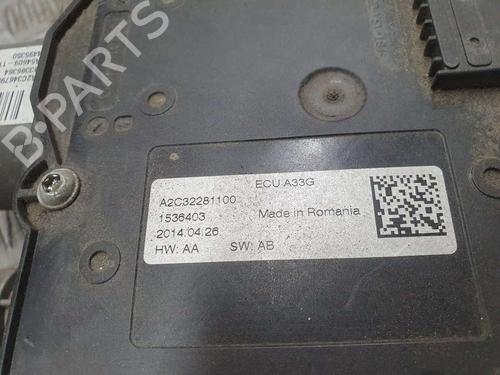 B-PARTS
ECU A33G
A2C32281100
1536403 Made in Romania
2014.04.26
HW: AA SW: AB